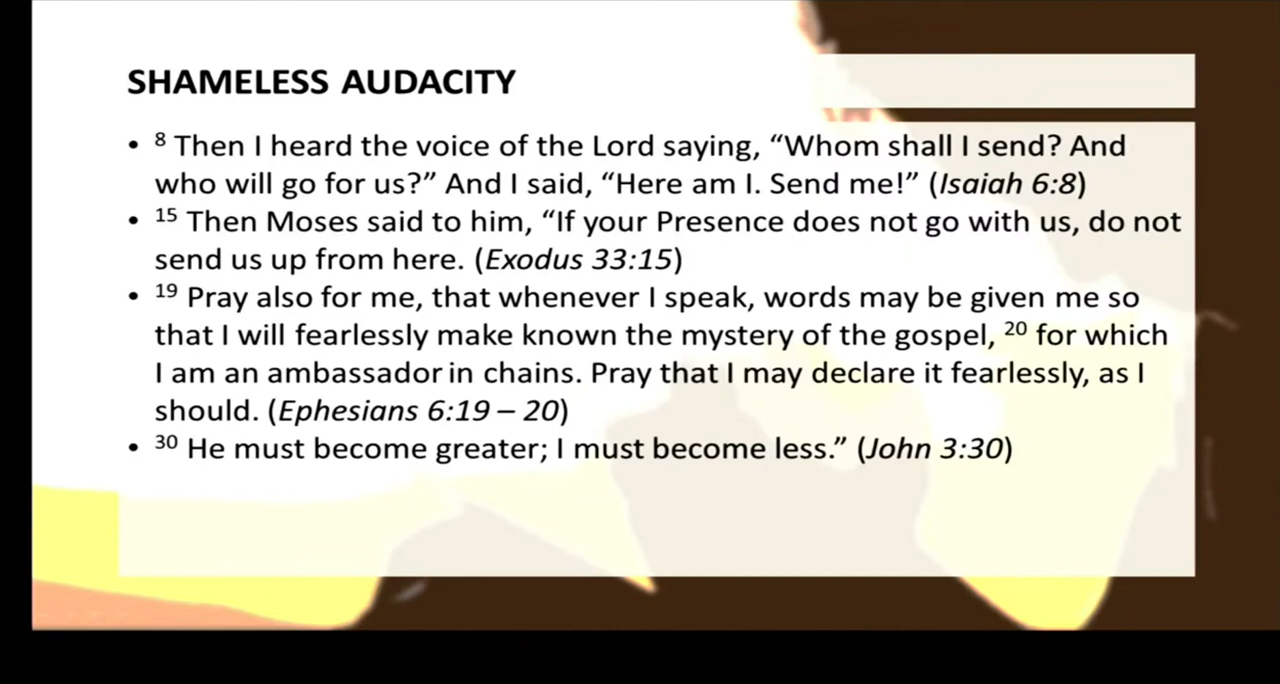 SHAMELESS AUDACITY
• ⁸ Then I heard the voice of the Lord saying, “Whom shall I send? And
who will go for us?” And I said, “Here am I. Send me!” (Isaiah 6:8)
• ¹⁵ Then Moses said to him, “If your Presence does not go with us, do not
send us up from here. (Exodus 33:15)
• ¹⁹ Pray also for me, that whenever I speak, words may be given me so
that I will fearlessly make known the mystery of the gospel, ²⁰ for which
I am an ambassador in chains. Pray that I may declare it fearlessly, as I
should. (Ephesians 6:19 – 20)
• ³⁰ He must become greater; I must become less.” (John 3:30)